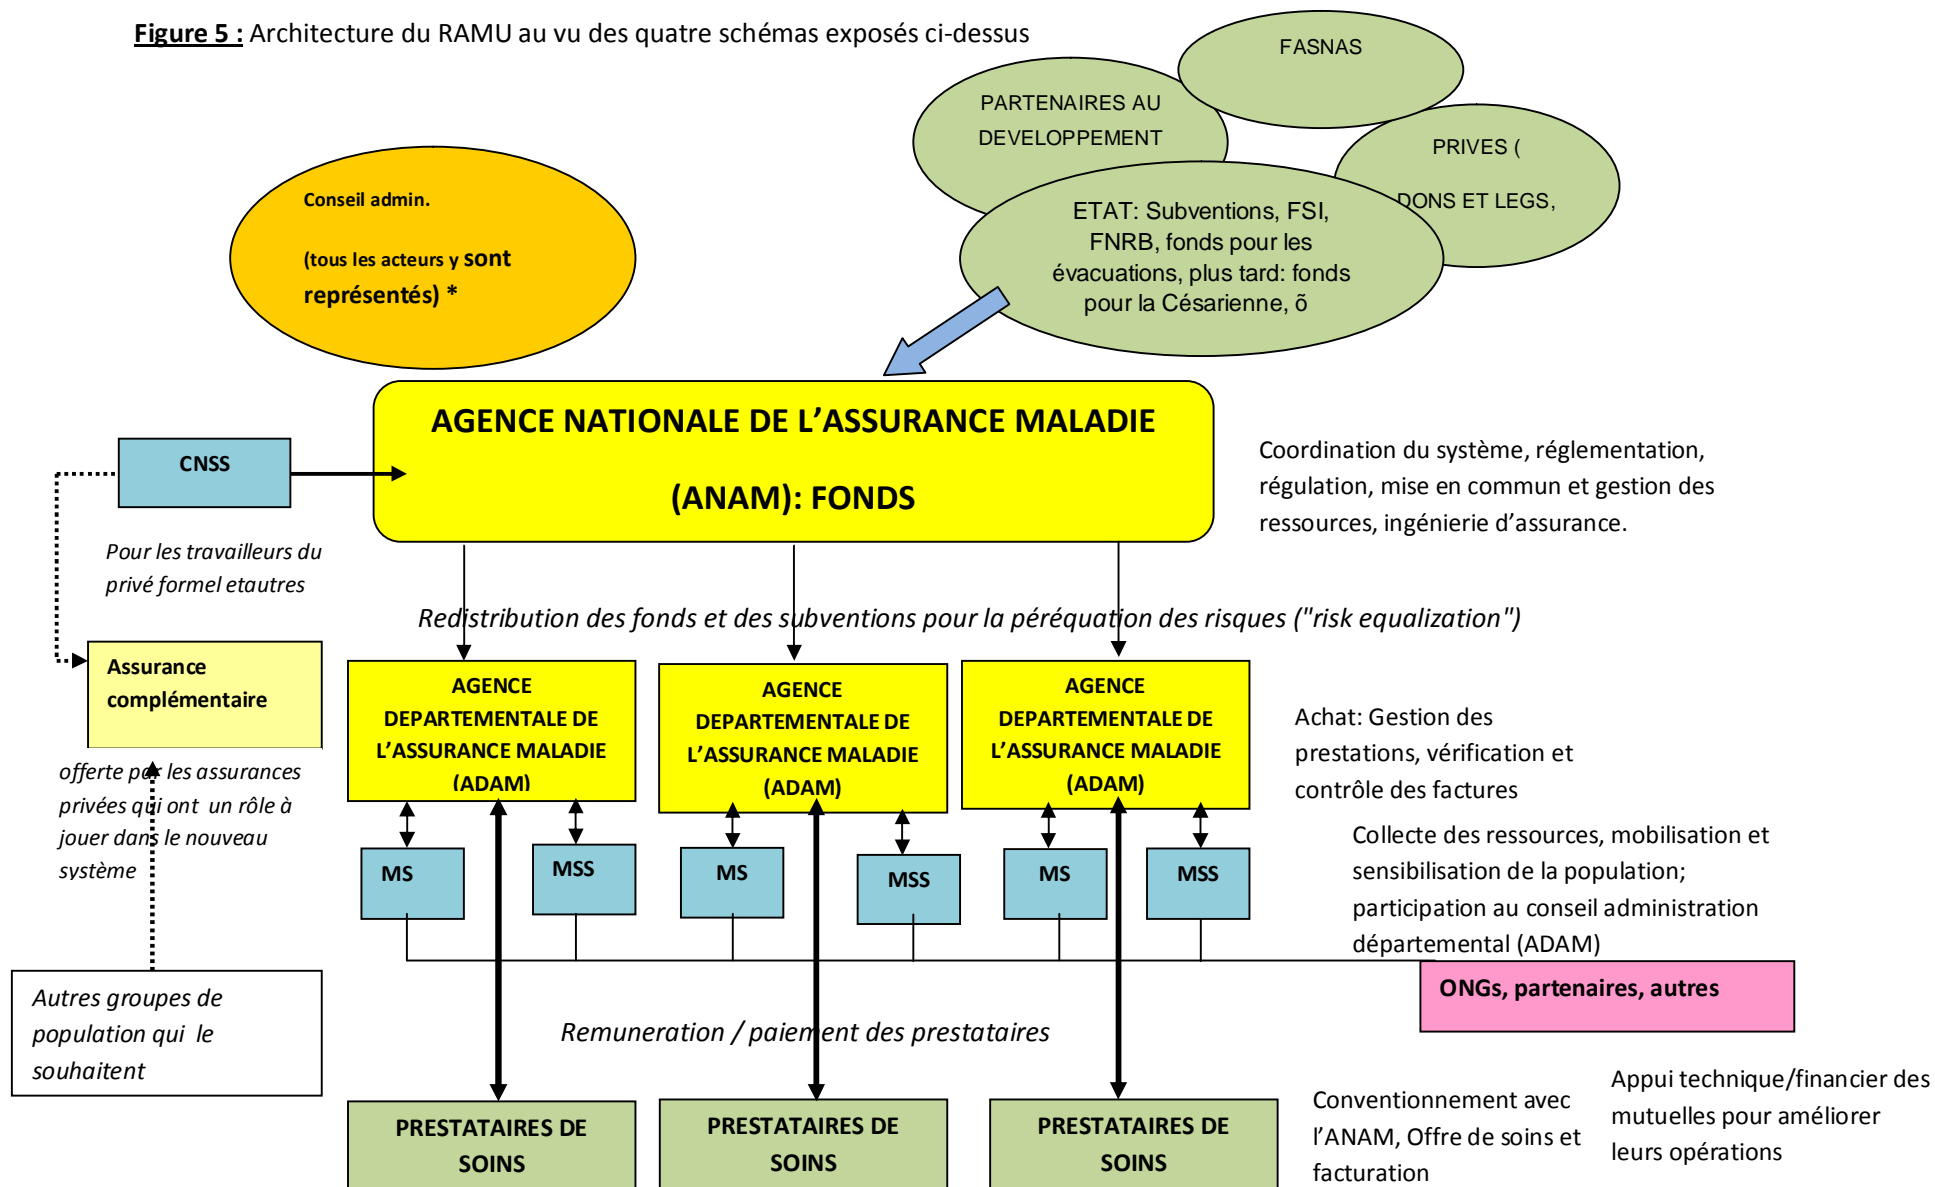 Figure 5 : Architecture du RAMU au vu des quatre schémas exposés ci-dessus
FASNAS
PARTENAIRES AU
DEVELOPPEMENT
PRIVES (
DONS ET LEGS,
ETAT: Subventions, FSI,
FNRB, fonds pour les
évacuations, plus tard: fonds
pour la Césarienne, õ
Conseil admin.
(tous les acteurs y sont
représentés) *
AGENCE NATIONALE DE L’ASSURANCE MALADIE
(ANAM): FONDS
CNSS
Pour les travailleurs du
privé formel etautres
Coordination du système, réglementation,
régulation, mise en commun et gestion des
ressources, ingénierie d’assurance.
Redistribution des fonds et des subventions pour la péréquation des risques ("risk equalization")
Assurance
complémentaire
offerte par les assurances
privées qui ont un rôle à
jouer dans le nouveau
système
AGENCE
DEPARTEMENTALE DE
L’ASSURANCE MALADIE
(ADAM)
AGENCE
DEPARTEMENTALE DE
L’ASSURANCE MALADIE
(ADAM)
AGENCE
DEPARTEMENTALE DE
L’ASSURANCE MALADIE
(ADAM)
Achat: Gestion des
prestations, vérification et
contrôle des factures
MS
MSS
MS
MSS
MS
MSS
Collecte des ressources, mobilisation et
sensibilisation de la population;
participation au conseil administration
départemental (ADAM)
ONGs, partenaires, autres
Autres groupes de
population qui le
souhaitent
Remuneration / paiement des prestataires
PRESTATAIRES DE
SOINS
PRESTATAIRES DE
SOINS
PRESTATAIRES DE
SOINS
Conventionnement avec
l’ANAM, Offre de soins et
facturation
Appui technique/financier des
mutuelles pour améliorer
leurs opérations